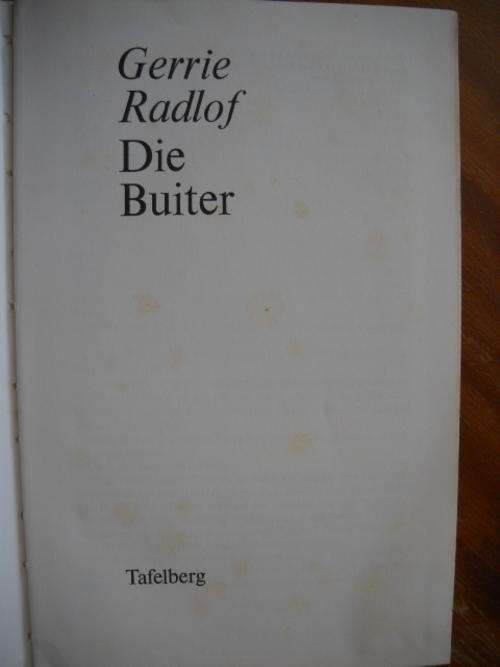 Gerrie
Radlof
Die
Buiter
Tafelberg